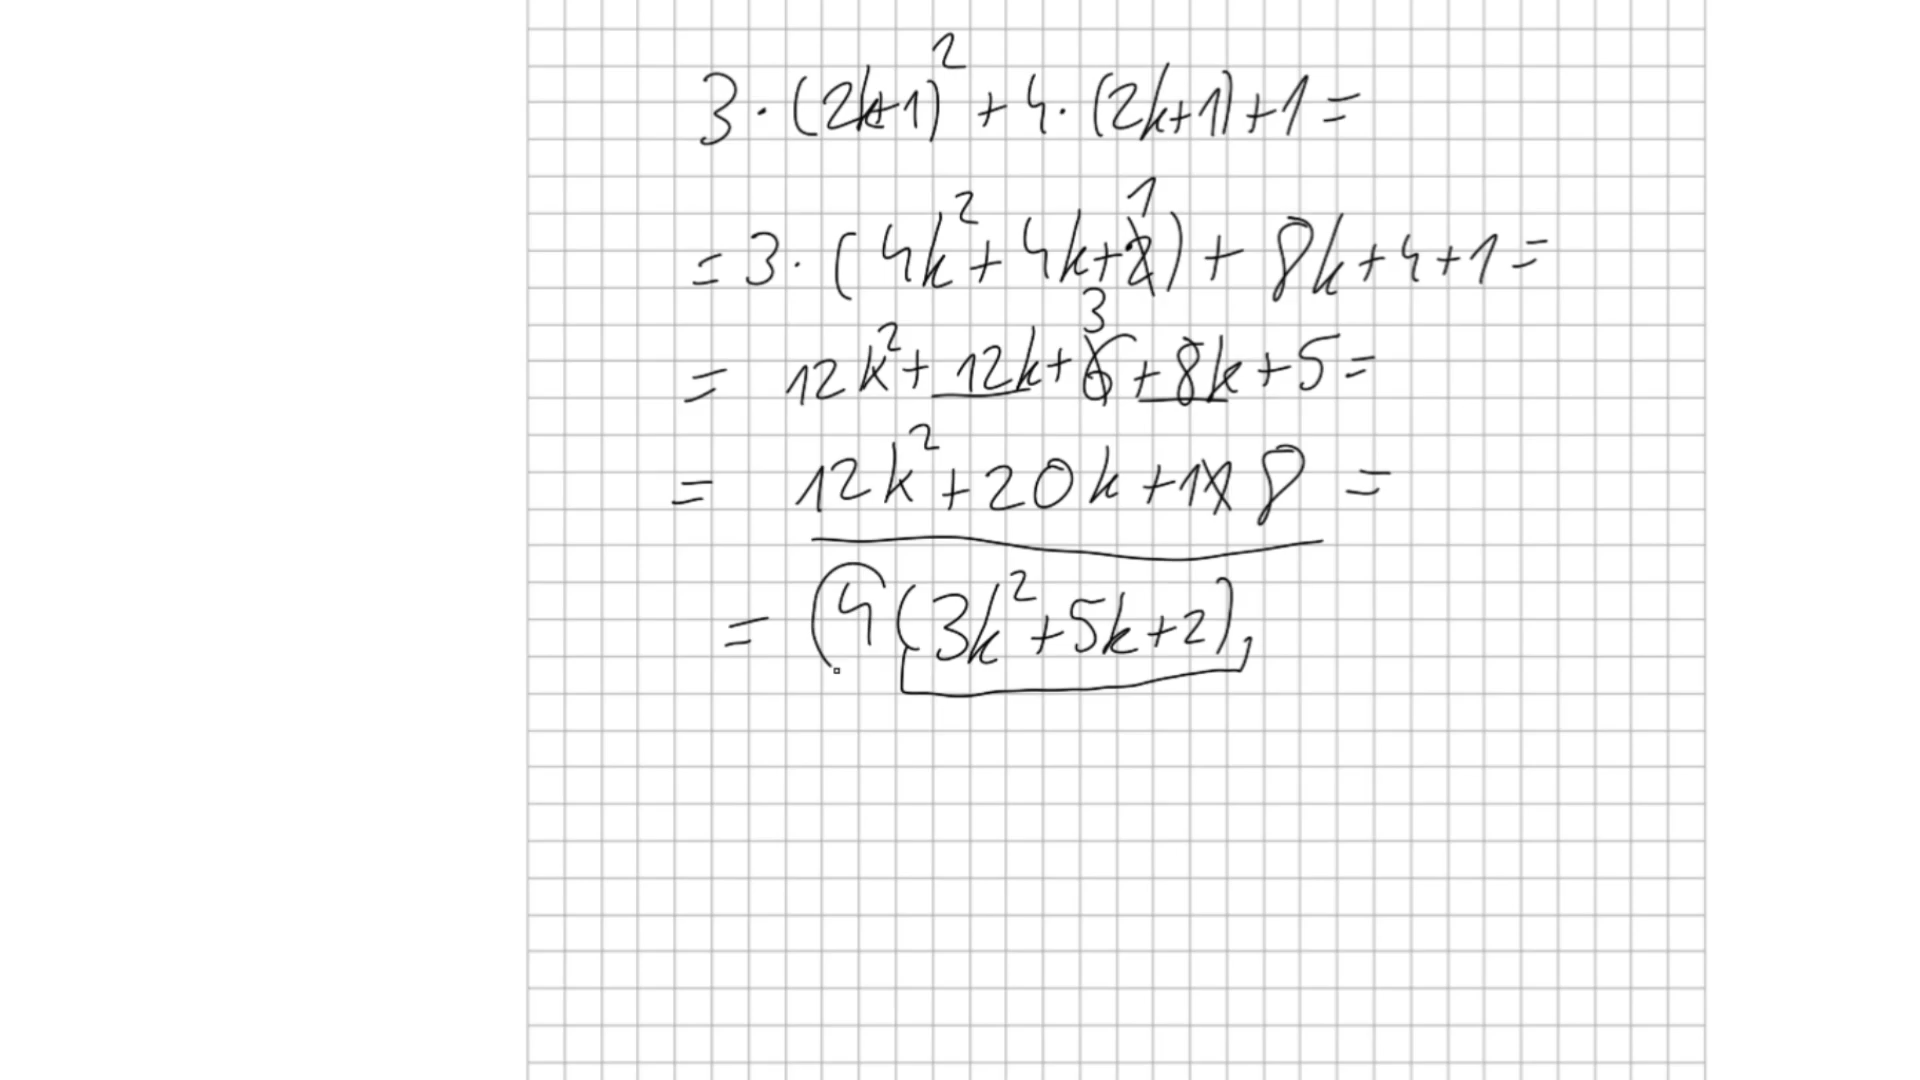 3·(2k+1)² + 4·(2k+1)+1=
=3·(4k²+4k+1)+8k+4+1=
= 12k²+12k+3+8k+5=
= 12k²+20k+8 =
= 4(3k²+5k+2)